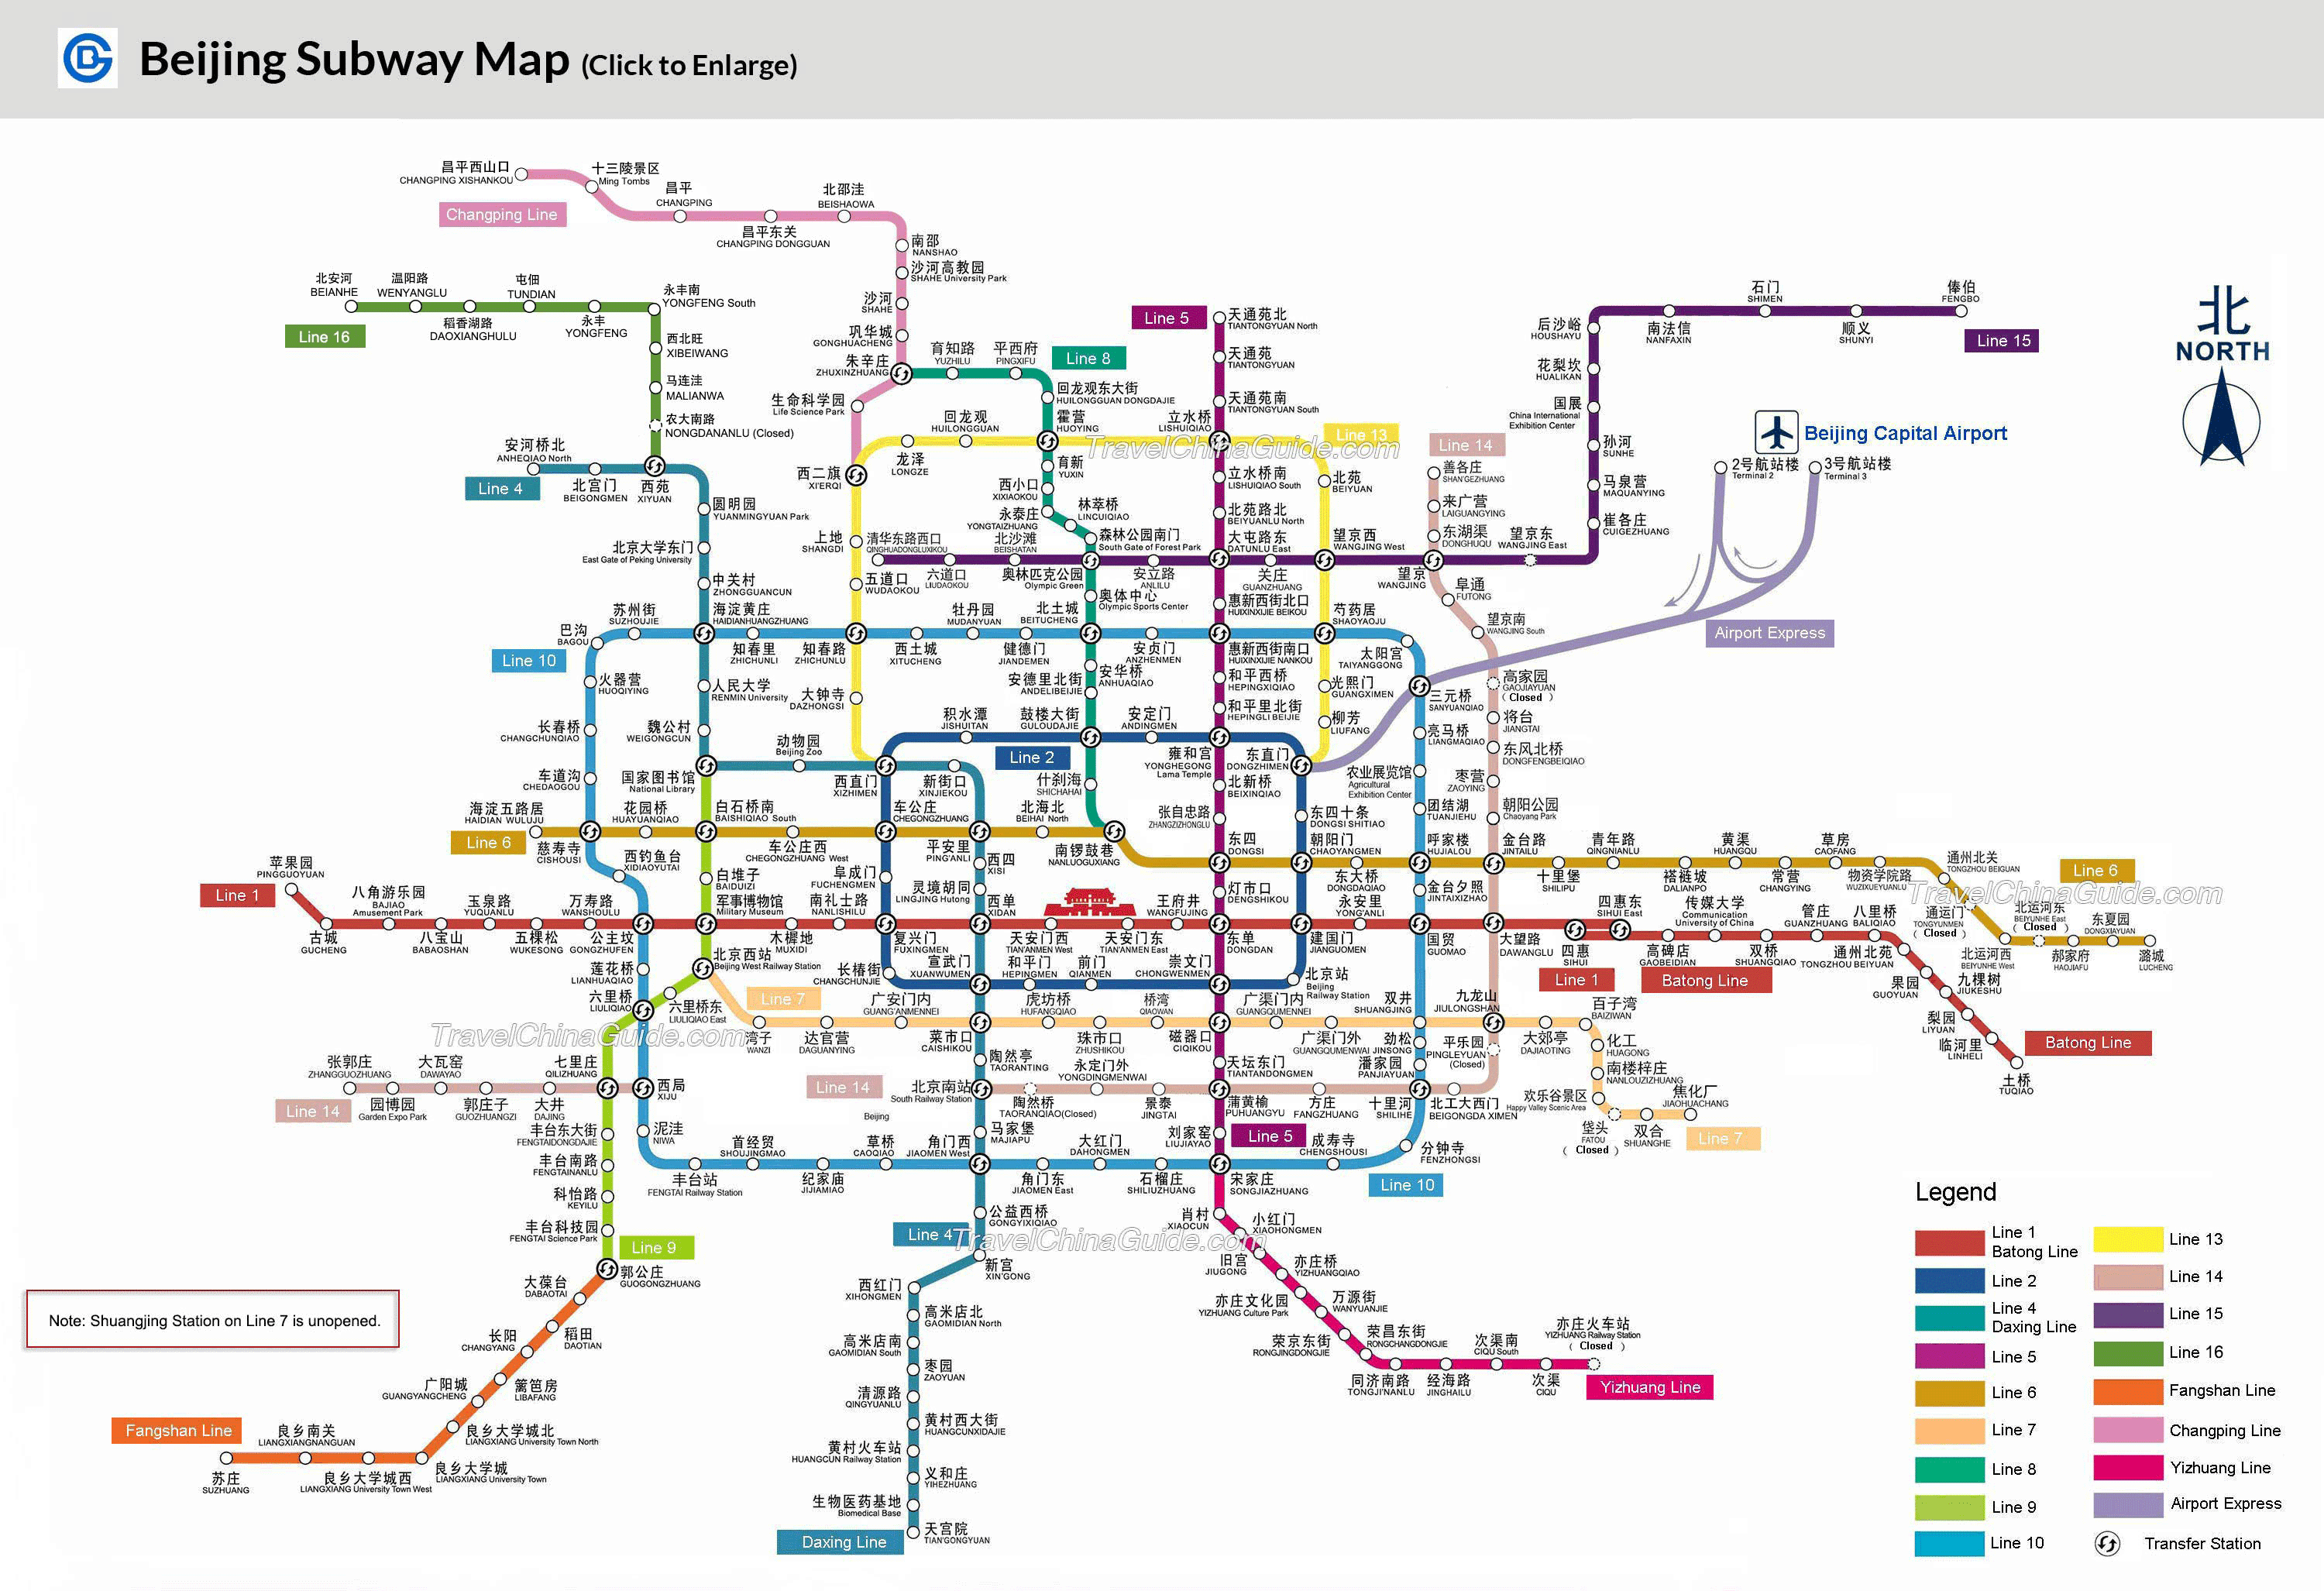 Beijing Subway Map (Click to Enlarge)
昌平西山口
CHANGPING XISHANKOU
十三陵景区
Ming Tombs
昌平
CHANGPING
北邵洼
BEISHAOWA
Changping Line
昌平东关
CHANGPING DONGGUAN
南邵
NANSHAO
沙河高教园
SHAHE University Park
沙河
SHAHE
巩华城
GONGHUACHENG
朱辛庄
ZHUXINZHUANG
生命科学园
Life Science Park
西二旗
XI'ERQI
北安河
BEIANHE
温阳路
WENYANGLU
屯佃
TUNDIAN
永丰南
YONGFENG South
稻香湖路
DAOXIANGHULU
永丰
YONGFENG
Line 16
西北旺
XIBEIWANG
马连洼
MALIANWA
农大南路
NONGDANANLU (Closed)
安河桥北
ANHEQIAO North
Line 4
北宫门
BEIGONGMEN
西苑
XIYUAN
圆明园
YUANMINGYUAN Park
北京大学东门
East Gate of Peking University
中关村
ZHONGGUANCUN
海淀黄庄
HAIDIANHUANGZHUANG
人民大学
RENMIN University
魏公村
WEIGONGCUN
国家图书馆
National Library
动物园
Beijing Zoo
西直门
XIZHIMEN
新街口
XINJIEKOU
育知路
YUZHILU
平西府
PINGXIFU
Line 8
回龙观东大街
HUILONGGUAN DONGDAJIE
霍营
HUOYING
育新
YUXIN
西小口
XIXIAOKOU
永泰庄
YONGTAIZHUANG
林萃桥
LINCUIQIAO
森林公园南门
South Gate of Forest Park
奥林匹克公园
Olympic Green
奥体中心
Olympic Sports Center
北土城
BEITUCHENG
安华桥
ANHUAQIAO
安德里北街
ANDELIBEIJIE
鼓楼大街
GULOUDAJIE
什刹海
SHICHAHAI
南锣鼓巷
NANLUOGUXIANG
回龙观
HUILONGGUAN
龙泽
LONGZE
Line 13
上地
SHANGDI
五道口
WUDAOKOU
知春路
ZHICHUNLU
大钟寺
DAZHONGSI
北苑
BEIYUAN
望京西
WANGJING West
芍药居
SHAOYAOJU
光熙门
GUANGXIMEN
柳芳
LIUFANG
东直门
DONGZHIMEN
Line 5
天通苑北
TIANTONGYUAN North
天通苑
TIANTONGYUAN
天通苑南
TIANTONGYUAN South
立水桥
LISHUIQIAO
立水桥南
LISHUIQIAO South
北苑路北
BEIYUANLU North
大屯路东
DATUNLU East
惠新西街北口
HUIXINXIJIE BEIKOU
惠新西街南口
HUIXINXIJIE NANKOU
和平西桥
HEPINGXIQIAO
和平里北街
HEPINGLI BEIJIE
雍和宫
YONGHEGONG
Lama Temple
北新桥
BEIXINQIAO
张自忠路
ZHANGZIZHONGLU
东四
DONGSI
灯市口
DENGSHIKOU
东单
DONGDAN
崇文门
CHONGWENMEN
磁器口
CIQIKOU
天坛东门
TIANTANDONGMEN
蒲黄榆
PUHUANGYU
刘家窑
LIUJIAYAO
Line 5
宋家庄
SONGJIAZHUANG
清华东路西口
QINGHUADONGLUXIKOU
六道口
LIUDAOKOU
北沙滩
BEISHATAN
安立路
ANLILU
关庄
GUANZHUANG
望京
WANGJING
望京东
WANGJING East
崔各庄
CUIGEZHUANG
马泉营
MAQUANYING
孙河
SUNHE
国展
China International
Exhibition Center
花梨坎
HUALIKAN
后沙峪
HOUSHAYU
南法信
NANFAXIN
石门
SHIMEN
顺义
SHUNYI
俸伯
FENGBO
Line 15
北
NORTH
Line 14
善各庄
SHAN'GEZHUANG
来广营
LAIGUANGYING
东湖渠
DONGHUQU
阜通
FUTONG
望京南
WANGJING South
高家园
GAOJIAYUAN
( Closed )
将台
JIANGTAI
东风北桥
DONGFENGBEIQIAO
枣营
ZAOYING
朝阳公园
Chaoyang Park
金台路
JINTAILU
大望路
DAWANGLU
九龙山
JIULONGSHAN
平乐园
PINGLEYUAN
(Closed)
北工大西门
BEIGONGDA XIMEN
Beijing Capital Airport
2号航站楼
Terminal 2
3号航站楼
Terminal 3
Airport Express
TravelChinaGuide.com
巴沟
BAGOU
苏州街
SUZHOUJIE
Line 10
知春里
ZHICHUNLI
西土城
XITUCHENG
牡丹园
MUDANYUAN
健德门
JIANDEMEN
安贞门
ANZHENMEN
太阳宫
TAIYANGGONG
三元桥
SANYUANQIAO
亮马桥
LIANGMAQIAO
农业展览馆
Agricultural
Exhibition Center
团结湖
TUANJIEHU
呼家楼
HUJIALOU
金台夕照
JINTAIXIZHAO
国贸
GUOMAO
双井
SHUANGJING
劲松
JINSONG
潘家园
PANJIAYUAN
十里河
SHILIHE
分钟寺
FENZHONGSI
成寿寺
CHENGSHOUSI
Line 10
石榴庄
SHILIUZHUANG
大红门
DAHONGMEN
角门东
JIAOMEN East
角门西
JIAOMEN West
草桥
CAOQIAO
纪家庙
JIJIAMIAO
首经贸
SHOUJINGMAO
丰台站
FENGTAI Railway Station
泥洼
NIWA
西局
XIJU
六里桥
LIULIQIAO
莲花桥
LIANHUAQIAO
公主坟
GONGZHUFEN
西钓鱼台
XIDIAOYUTAI
慈寿寺
CISHOUSI
车道沟
CHEDAOGOU
长春桥
CHANGCHUNQIAO
火器营
HUOQIYING
积水潭
JISHUITAN
安定门
ANDINGMEN
Line 2
东四十条
DONGSI SHITIAO
朝阳门
CHAOYANGMEN
建国门
JIANGUOMEN
北京站
Beijing
Railway Station
前门
QIANMEN
和平门
HEPINGMEN
宣武门
XUANWUMEN
长椿街
CHANGCHUNJIE
复兴门
FUXINGMEN
阜成门
FUCHENGMEN
车公庄
CHEGONGZHUANG
海淀五路居
HAIDIAN WULUJU
Line 6
花园桥
HUAYUANQIAO
白石桥南
BAISHIQIAO South
车公庄西
CHEGONGZHUANG West
平安里
PING'ANLI
北海北
BEIHAI North
东大桥
DONGDAQIAO
十里堡
SHILIPU
青年路
QINGNIANLU
褡裢坡
DALIANPO
黄渠
HUANGQU
常营
CHANGYING
草房
CAOFANG
物资学院路
WUZIXUEYUANLU
通州北关
TONGZHOU BEIGUAN
Line 6
通运门
TONGYUNMEN
( Closed )
北运河西
BEIYUNHE West
北运河东
BEIYUNHE East
( Closed )
郝家府
HAOJIAFU
东夏园
DONGXIAYUAN
潞城
LUCHENG
TravelChinaGuide.com
苹果园
PINGGUOYUAN
Line 1
古城
GUCHENG
八角游乐园
BAJIAO
Amusement Park
八宝山
BABAOSHAN
玉泉路
YUQUANLU
五棵松
WUKESONG
万寿路
WANSHOULU
军事博物馆
Military Museum
木樨地
MUXIDI
南礼士路
NANLISHILU
西单
XIDAN
天安门西
TIAN'ANMEN West
天安门东
TIAN'ANMEN East
王府井
WANGFUJING
永安里
YONG'ANLI
四惠
SIHUI
四惠东
SIHUI East
Line 1
Batong Line
高碑店
GAOBEIDIAN
传媒大学
Communication
University of China
双桥
SHUANGQIAO
管庄
GUANZHUANG
八里桥
BALIQIAO
通州北苑
TONGZHOU BEIYUAN
果园
GUOYUAN
九棵树
JIUKESHU
梨园
LIYUAN
临河里
LINHELI
土桥
TUQIAO
Batong Line
白堆子
BAIDUIZI
北京西站
Beijing West Railway Station
六里桥东
LIULIQIAO East
七里庄
QILIZHUANG
丰台东大街
FENGTAIDONGDAJIE
丰台南路
FENGTAINANLU
科怡路
KEYILU
丰台科技园
FENGTAI Science Park
Line 9
郭公庄
GUOGONGZHUANG
西四
XISI
灵境胡同
LINGJING Hutong
菜市口
CAISHIKOU
陶然亭
TAORANTING
北京南站
South Railway Station
Beijing
马家堡
MAJIAPU
公益西桥
GONGYIXIQIAO
Line 4
新宫
XIN'GONG
TravelChinaGuide.com
Line 7
湾子
WANZI
达官营
DAGUANYING
广安门内
GUANG'ANMENNEI
虎坊桥
HUFANGQIAO
珠市口
ZHUSHIKOU
桥湾
QIAOWAN
广渠门内
GUANGQUMENNEI
广渠门外
GUANGQUMENWAI
大郊亭
DAJIAOTING
百子湾
BAIZIWAN
化工
HUAGONG
南楼梓庄
NANLOUZIZHUANG
欢乐谷景区
Happy Valley Scenic Area
垡头
FATOU
( Closed )
双合
SHUANGHE
焦化厂
JIAOHUACHANG
Line 7
TravelChinaGuide.com
张郭庄
ZHANGGUOZHUANG
园博园
Garden Expo Park
大瓦窑
DAWAYAO
郭庄子
GUOZHUANGZI
大井
DAJING
Line 14
Line 14
陶然桥
TAORANQIAO(Closed)
永定门外
YONGDINGMENWAI
景泰
JINGTAI
方庄
FANGZHUANG
大葆台
DABAOTAI
稻田
DAOTIAN
长阳
CHANGYANG
篱笆房
LIBAFANG
广阳城
GUANGYANGCHENG
良乡大学城北
LIANGXIANG University Town North
良乡大学城
LIANGXIANG University Town
良乡大学城西
LIANGXIANG University Town West
良乡南关
LIANGXIANGNANGUAN
苏庄
SUZHUANG
Fangshan Line
Note: Shuangjing Station on Line 7 is unopened.
西红门
XIHONGMEN
高米店北
GAOMIDIAN North
高米店南
GAOMIDIAN South
枣园
ZAOYUAN
清源路
QINGYUANLU
黄村西大街
HUANGCUNXIDAJIE
黄村火车站
HUANGCUN Railway Station
义和庄
YIHEZHUANG
生物医药基地
Biomedical Base
天宫院
TIAN'GONGYUAN
Daxing Line
肖村
XIAOCUN
小红门
XIAOHONGMEN
旧宫
JIUGONG
亦庄桥
YIZHUANGQIAO
亦庄文化园
YIZHUANG Culture Park
万源街
WANYUANJIE
荣京东街
RONGJINGDONGJIE
荣昌东街
RONGCHANGDONGJIE
同济南路
TONGJI'NANLU
经海路
JINGHAILU
次渠南
CIQU South
次渠
CIQU
亦庄火车站
YIZHUANG Railway Station
( Closed )
Yizhuang Line
Legend
Line 1
Batong Line
Line 2
Line 4
Daxing Line
Line 5
Line 6
Line 7
Line 8
Line 9
Line 10
Line 13
Line 14
Line 15
Line 16
Fangshan Line
Changping Line
Yizhuang Line
Airport Express
Transfer Station